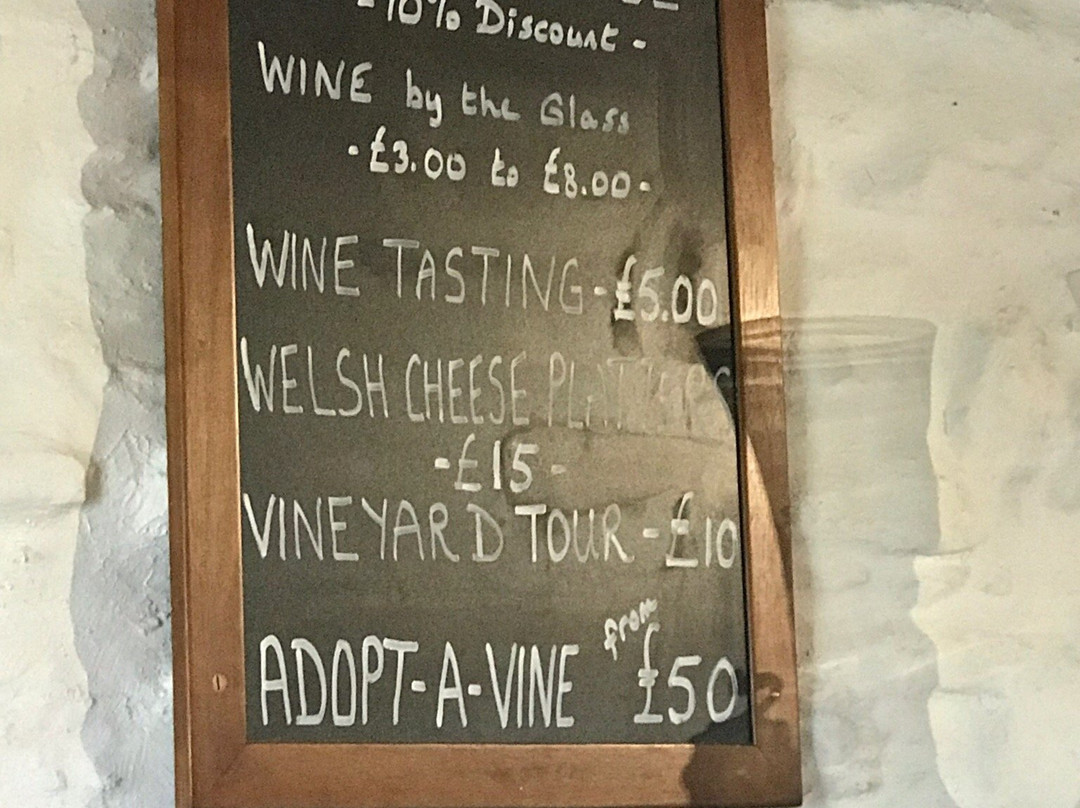 -10% Discount -
WINE by the Glass
- £3.00 to £8.00 -
WINE TASTING - £5.00
WELSH CHEESE PLATTERS
- £15 -
VINEYARD TOUR - £10
ADOPT-A-VINE from £50